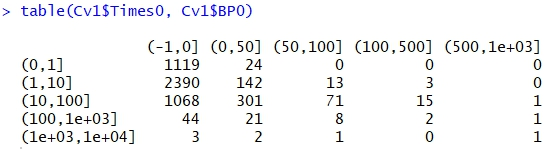 > table(Cv1$Times0, Cv1$BP0)
(-1,0] (0,50] (50,100] (100,500] (500,1e+03]
(0,1] 1119 24 0 0 0
(1,10] 2390 142 13 3 0
(10,100] 1068 301 71 15 1
(100,1e+03] 44 21 8 2 1
(1e+03,1e+04] 3 2 1 0 1